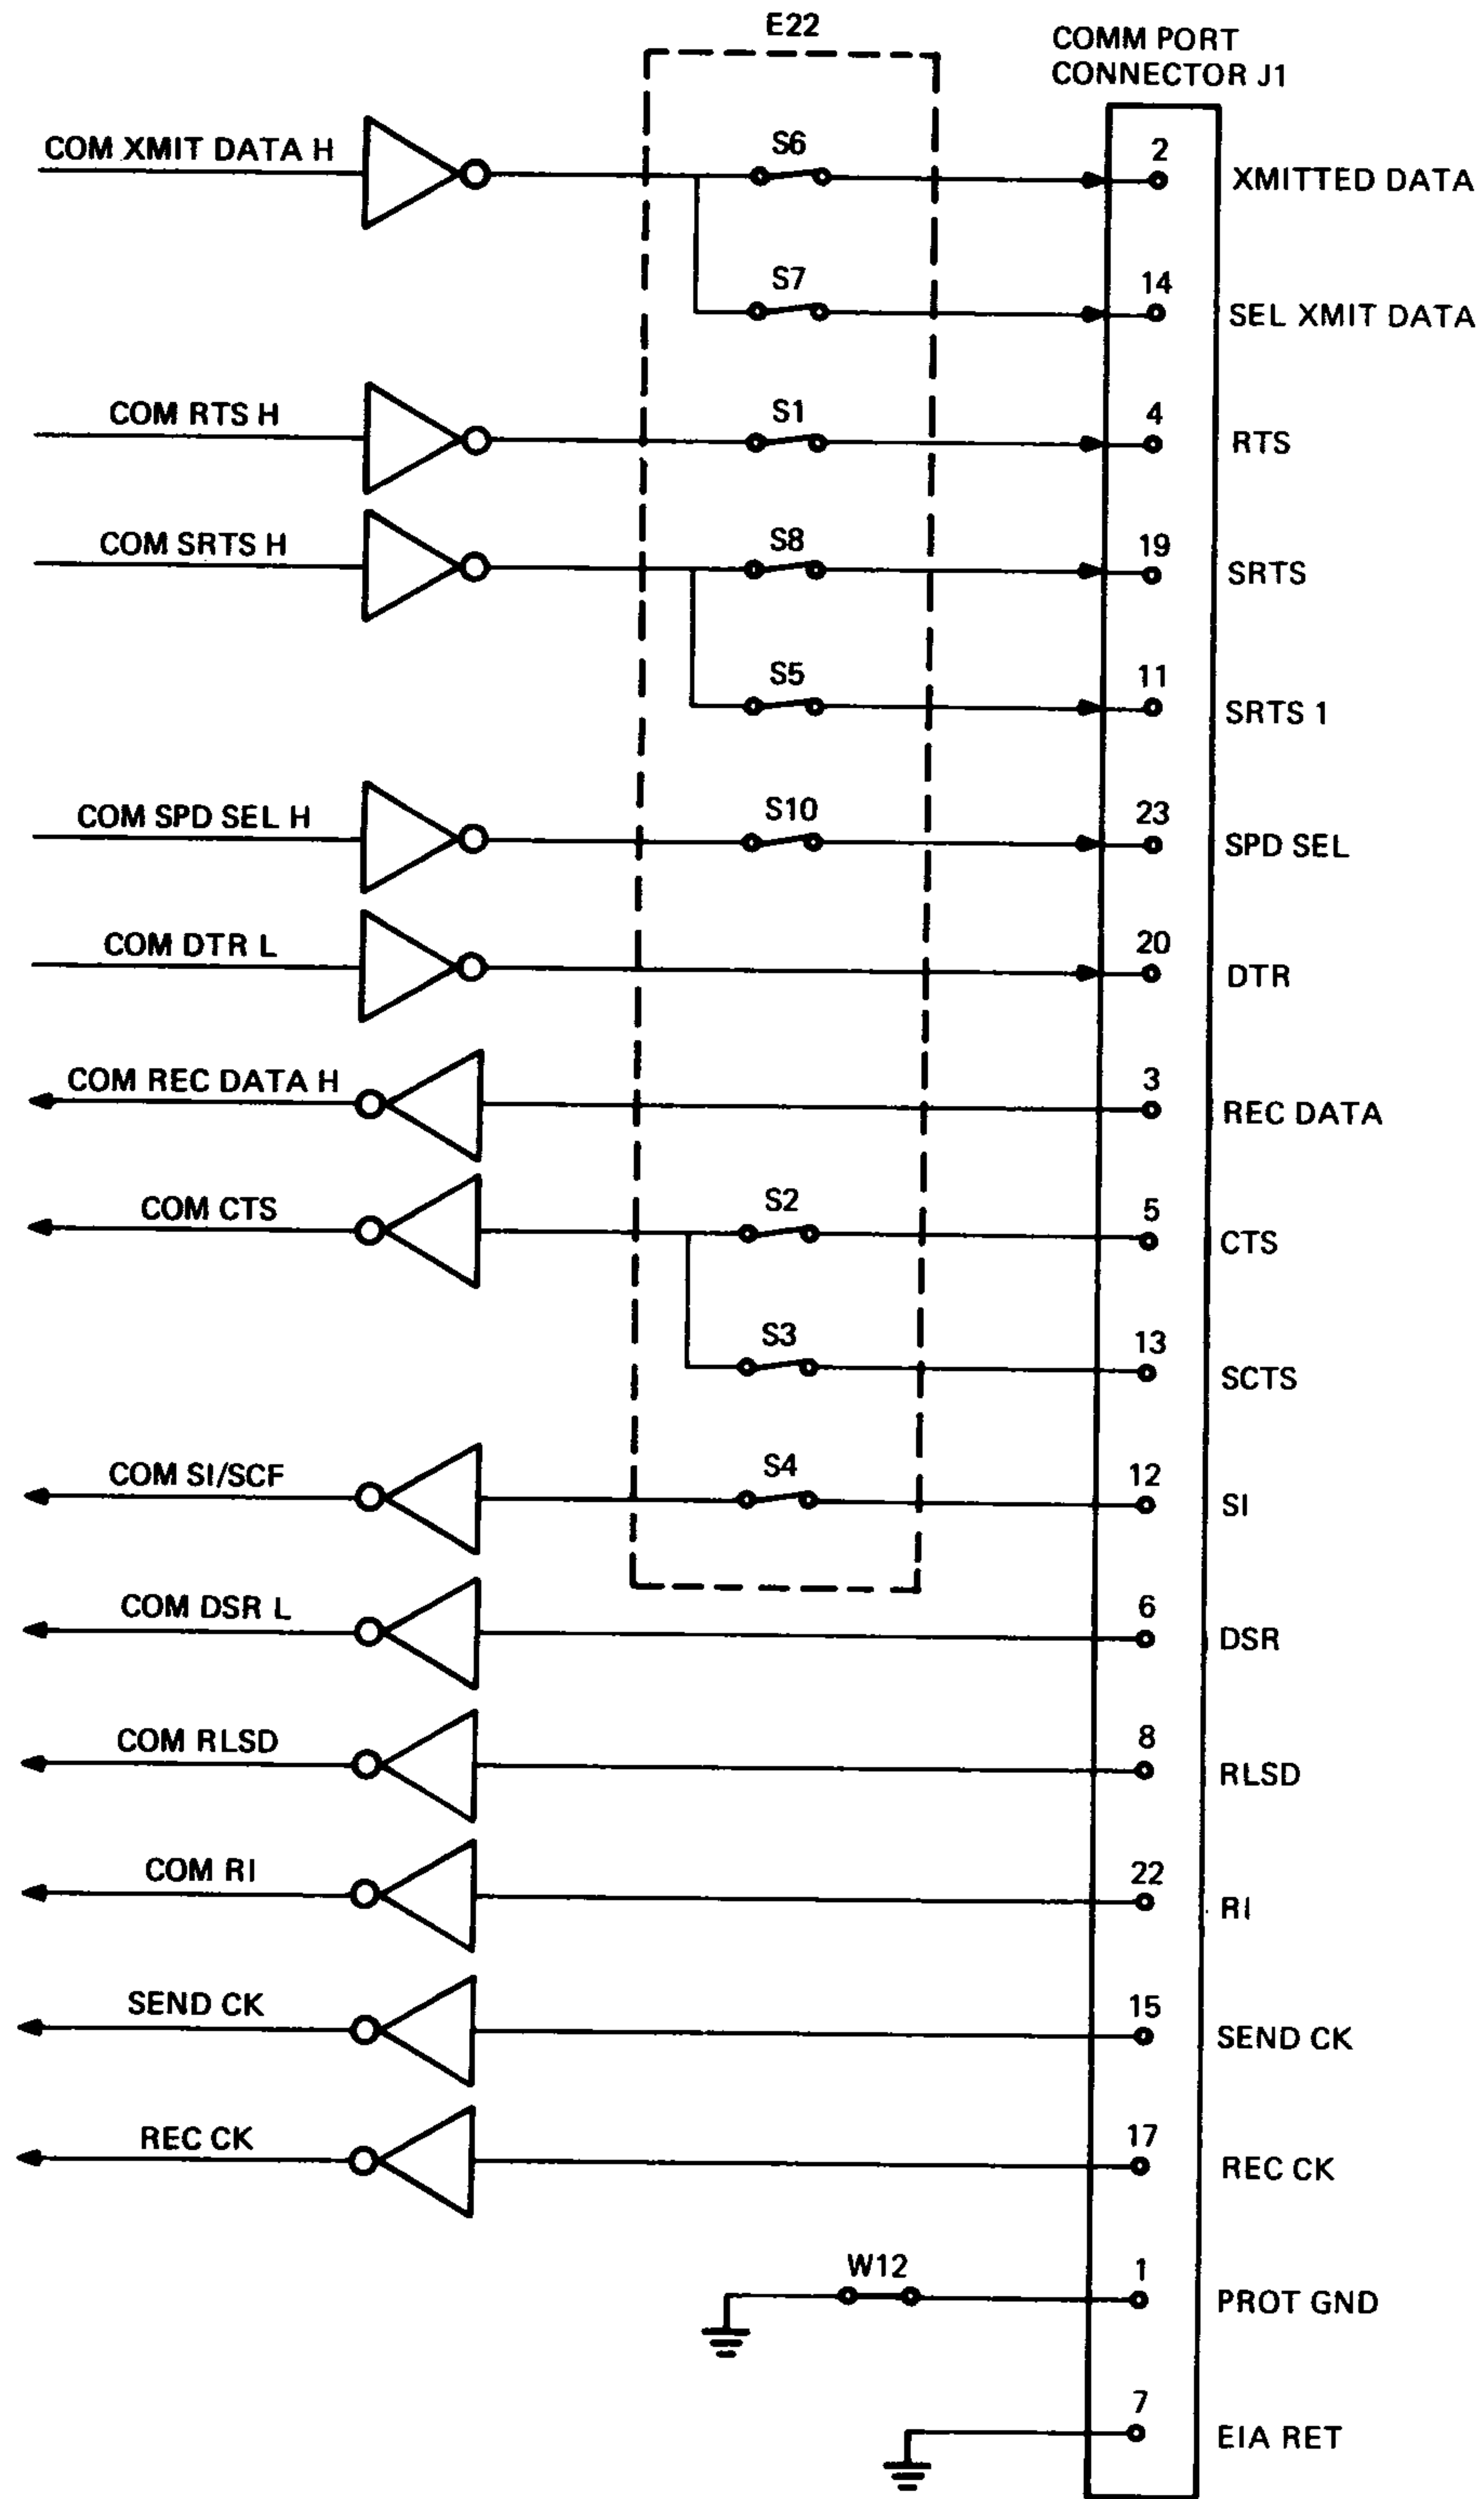 E22
COMM PORT
CONNECTOR J1
COM XMIT DATA H
S6
2
XMITTED DATA
S7
14
SEL XMIT DATA
COM RTS H
S1
4
RTS
COM SRTS H
S8
19
SRTS
S5
11
SRTS 1
COM SPD SEL H
S10
23
SPD SEL
COM DTR L
20
DTR
COM REC DATA H
3
REC DATA
COM CTS
S2
5
CTS
S3
13
SCTS
COM SI/SCF
S4
12
SI
COM DSR L
6
DSR
COM RLSD
8
RLSD
COM RI
22
RI
SEND CK
15
SEND CK
REC CK
17
REC CK
W12
1
PROT GND
7
EIA RET